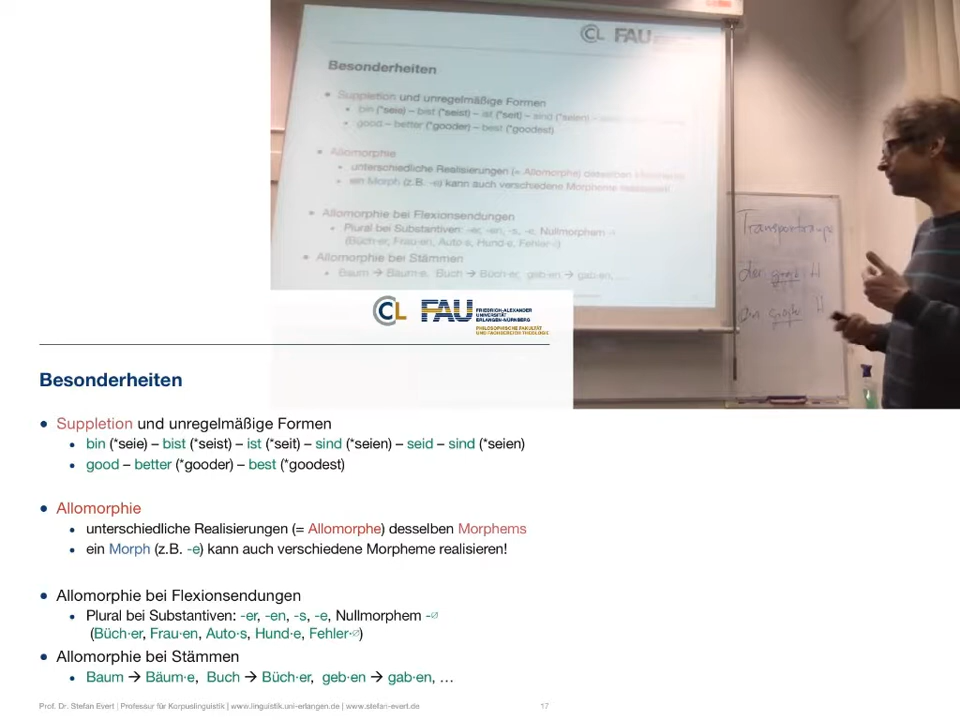 CL FAU
Besonderheiten
• Suppletion und unregelmäßige Formen
• bin (*seie) – bist (*seist) – ist (*seit) – sind (*seien) –
• good – better (*gooder) – best (*goodest)
• Allomorphie
• unterschiedliche Realisierungen (= Allomorphe) desselben Morphems
• ein Morph (z.B. -e) kann auch verschiedene Morpheme realisieren!
• Allomorphie bei Flexionsendungen
• Plural bei Substantiven: -er, -en, -s, -e, Nullmorphem -
(Büch·er, Frau·en, Auto·s, Hund·e, Fehler·)
• Allomorphie bei Stämmen
• Baum → Bäum·e, Buch → Büch·er, geb·en → gab·en, …
der große H
ein große H
CL FAU FRIEDRICH-ALEXANDER
UNIVERSITÄT
ERLANGEN-NÜRNBERG
PHILOSOPHISCHE FAKULTÄT
UND FACHBEREICH THEOLOGIE
Besonderheiten
• Suppletion und unregelmäßige Formen
• bin (*seie) – bist (*seist) – ist (*seit) – sind (*seien) – seid – sind (*seien)
• good – better (*gooder) – best (*goodest)
• Allomorphie
• unterschiedliche Realisierungen (= Allomorphe) desselben Morphems
• ein Morph (z.B. -e) kann auch verschiedene Morpheme realisieren!
• Allomorphie bei Flexionsendungen
• Plural bei Substantiven: -er, -en, -s, -e, Nullmorphem -∅
(Büch·er, Frau·en, Auto·s, Hund·e, Fehler·∅)
• Allomorphie bei Stämmen
• Baum → Bäum·e, Buch → Büch·er, geb·en → gab·en, …
Prof. Dr. Stefan Evert | Professur für Korpuslinguistik | www.linguistik.uni-erlangen.de | www.stefan-evert.de 17